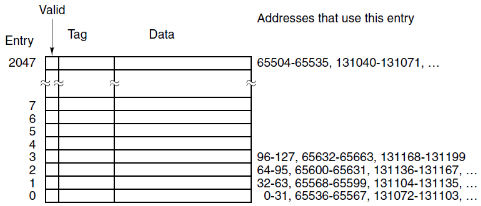 Valid
Addresses that use this entry
Entry Tag Data
2047 65504-65535, 131040-131071, …
7
6
5
4
3 96-127, 65632-65663, 131168-131199
2 64-95, 65600-65631, 131136-131167, …
1 32-63, 65568-65599, 131104-131135, …
0 0-31, 65536-65567, 131072-131103, …